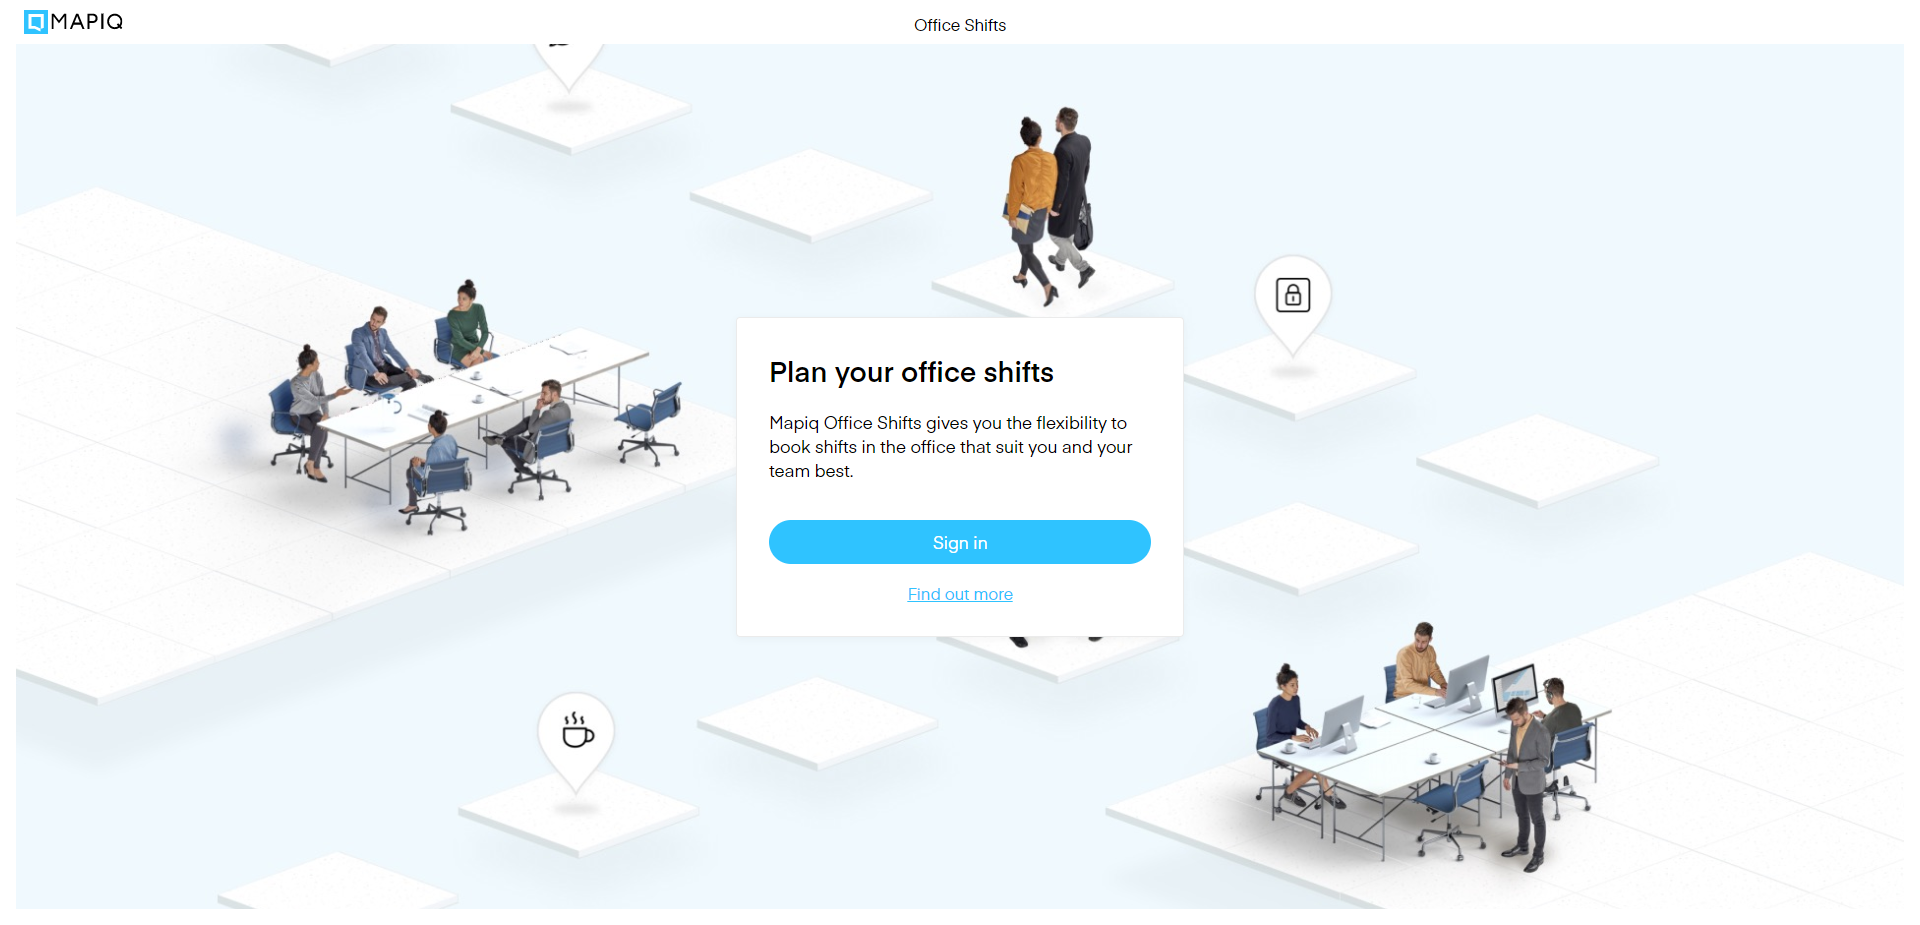 MAPIQ
Office Shifts
Plan your office shifts
Mapiq Office Shifts gives you the flexibility to
book shifts in the office that suit you and your
team best.
Sign in
Find out more